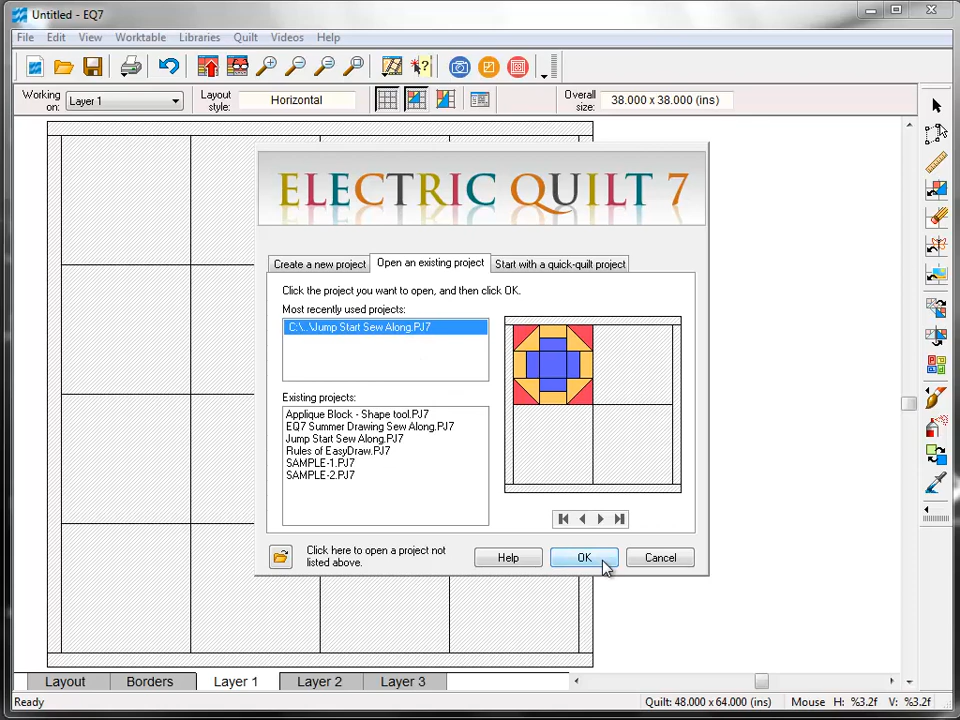 Untitled - EQ7
File Edit View Worktable Libraries Quilt Videos Help
Working on: Layer 1 Layout style: Horizontal Overall size: 38.000 x 38.000 (ins)
ELECTRIC QUILT 7
Create a new project Open an existing project Start with a quick-quilt project
Click the project you want to open, and then click OK.
Most recently used projects:
C:\...\Jump Start Sew Along.PJ7
Existing projects:
Applique Block - Shape tool.PJ7
EQ7 Summer Drawing Sew Along.PJ7
Jump Start Sew Along.PJ7
Rules of EasyDraw.PJ7
SAMPLE-1.PJ7
SAMPLE-2.PJ7
Click here to open a project not
listed above.
Help OK Cancel
Layout Borders Layer 1 Layer 2 Layer 3
Ready Quilt: 48.000 x 64.000 (ins) Mouse H: %3.2f V: %3.2f